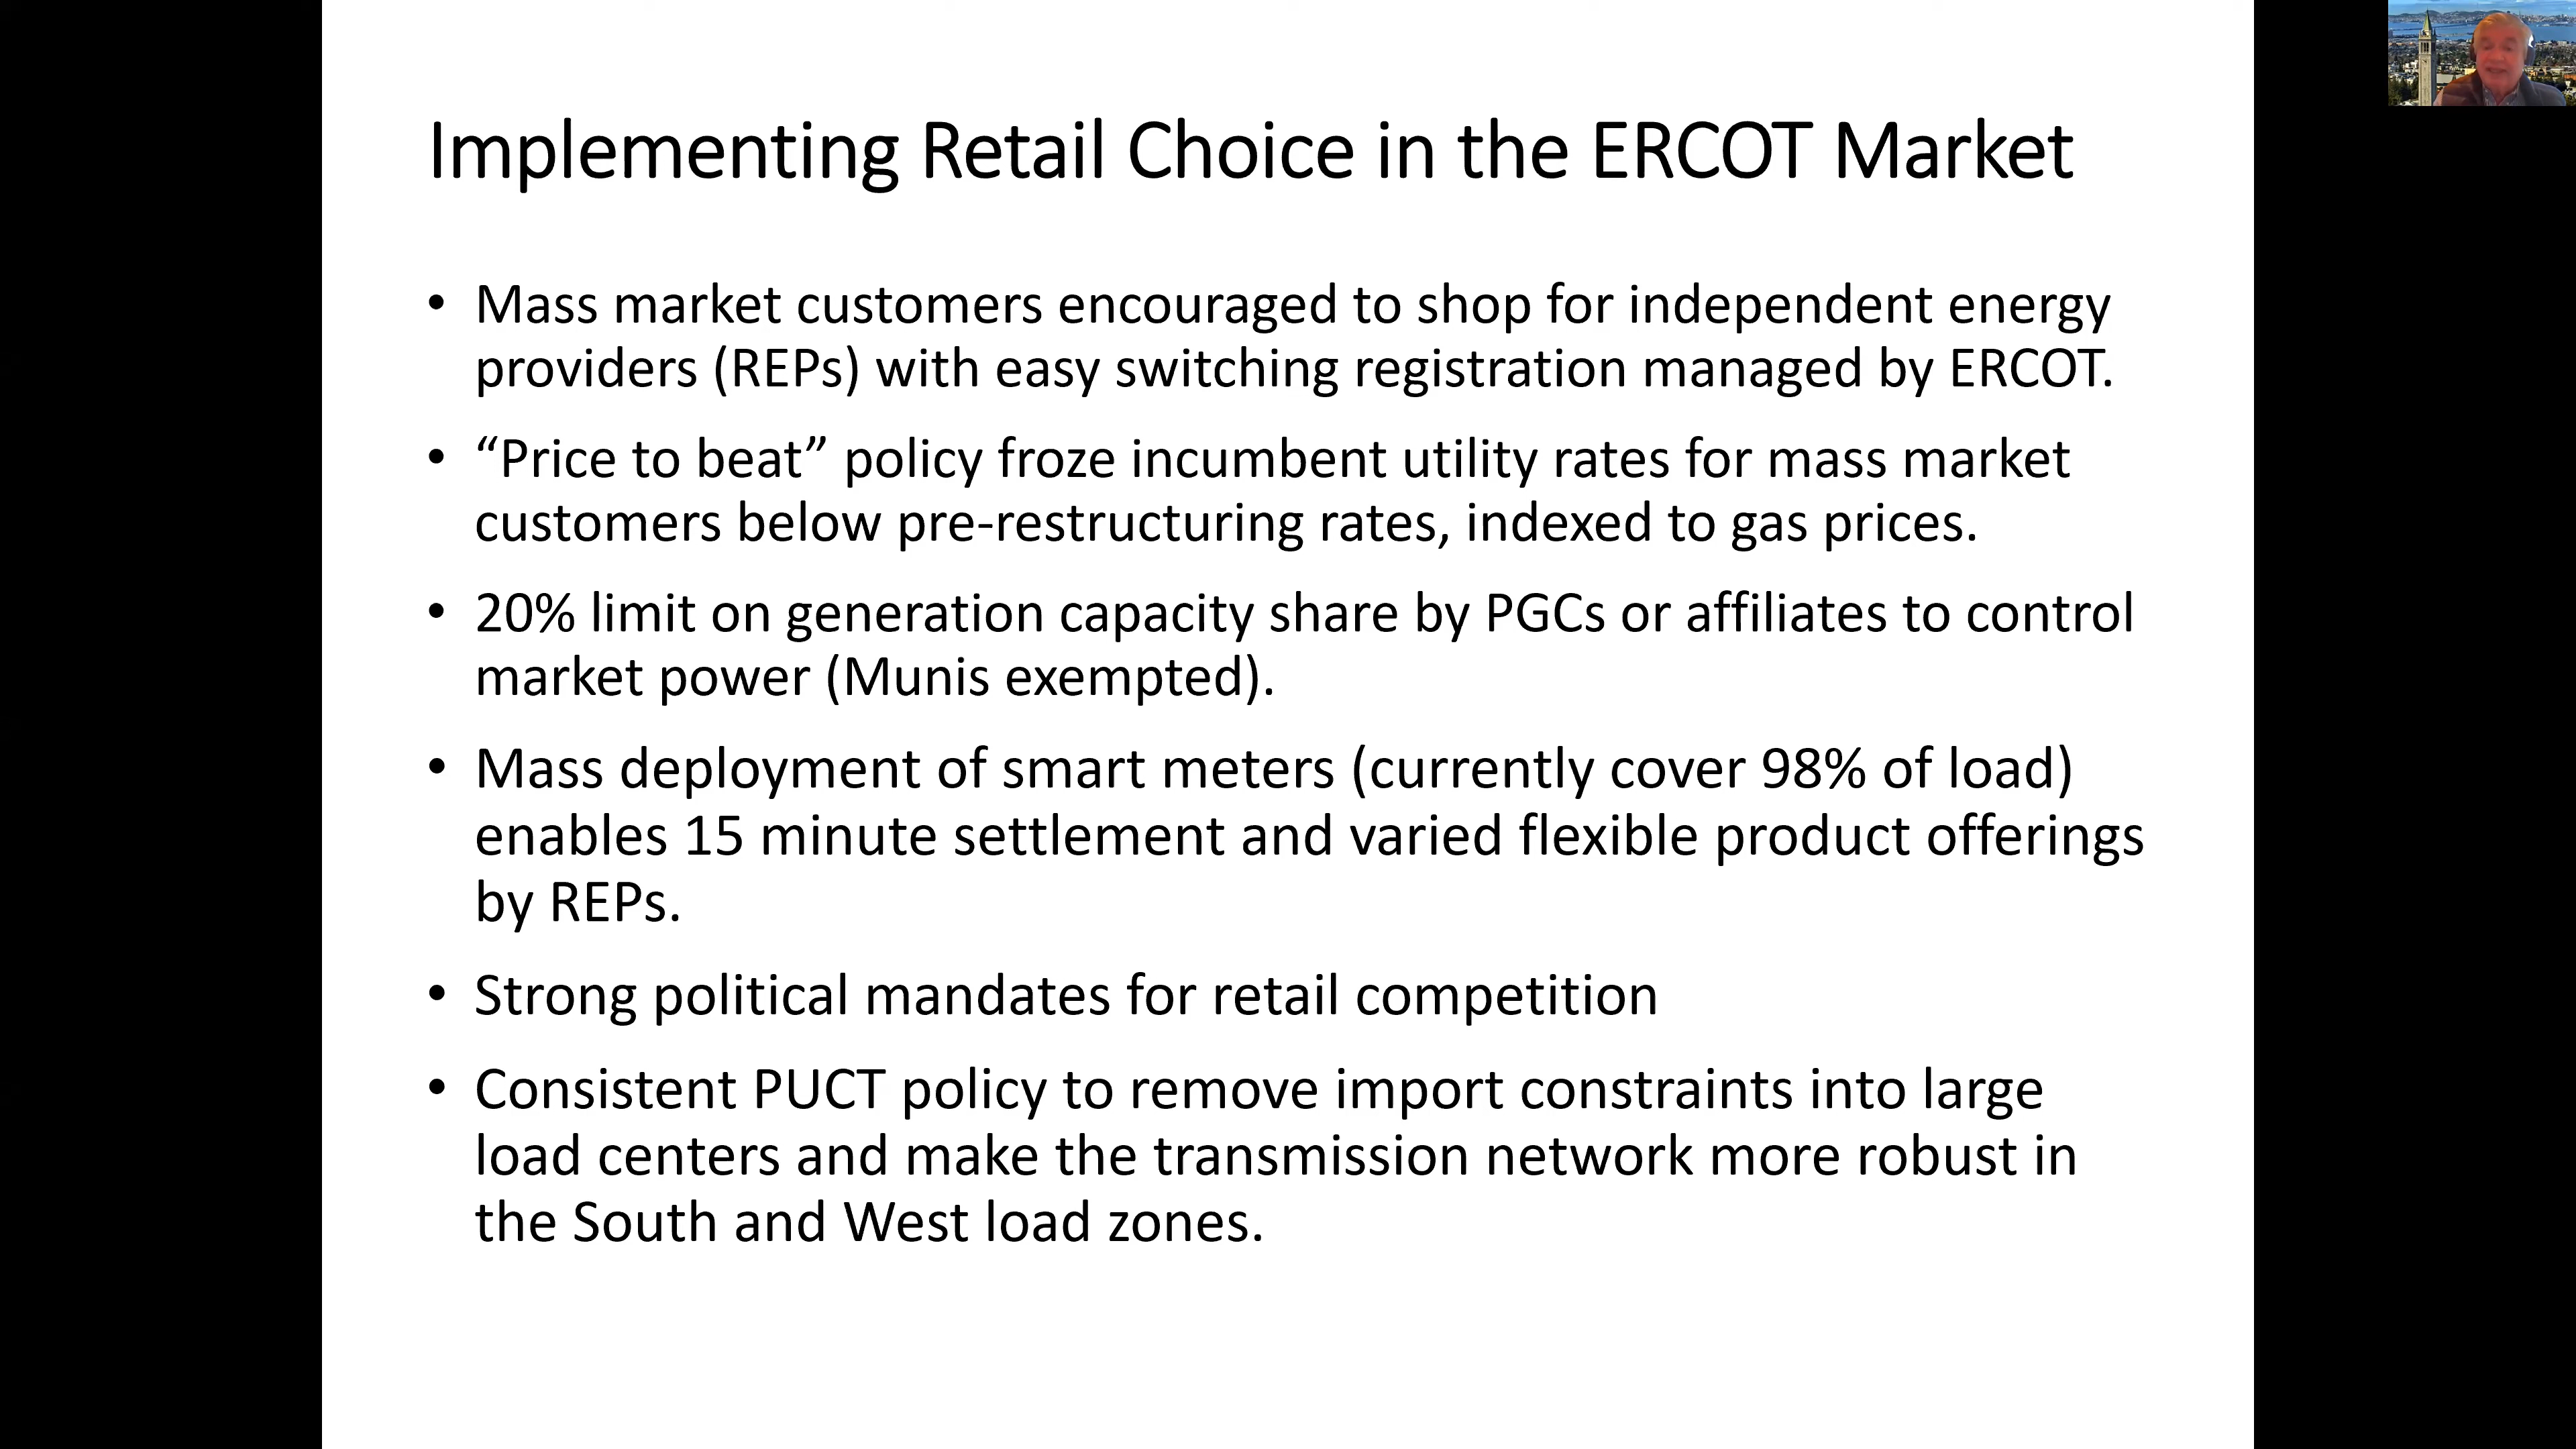 Implementing Retail Choice in the ERCOT Market
• Mass market customers encouraged to shop for independent energy
providers (REPs) with easy switching registration managed by ERCOT.
• “Price to beat” policy froze incumbent utility rates for mass market
customers below pre-restructuring rates, indexed to gas prices.
• 20% limit on generation capacity share by PGCs or affiliates to control
market power (Munis exempted).
• Mass deployment of smart meters (currently cover 98% of load)
enables 15 minute settlement and varied flexible product offerings
by REPs.
• Strong political mandates for retail competition
• Consistent PUCT policy to remove import constraints into large
load centers and make the transmission network more robust in
the South and West load zones.